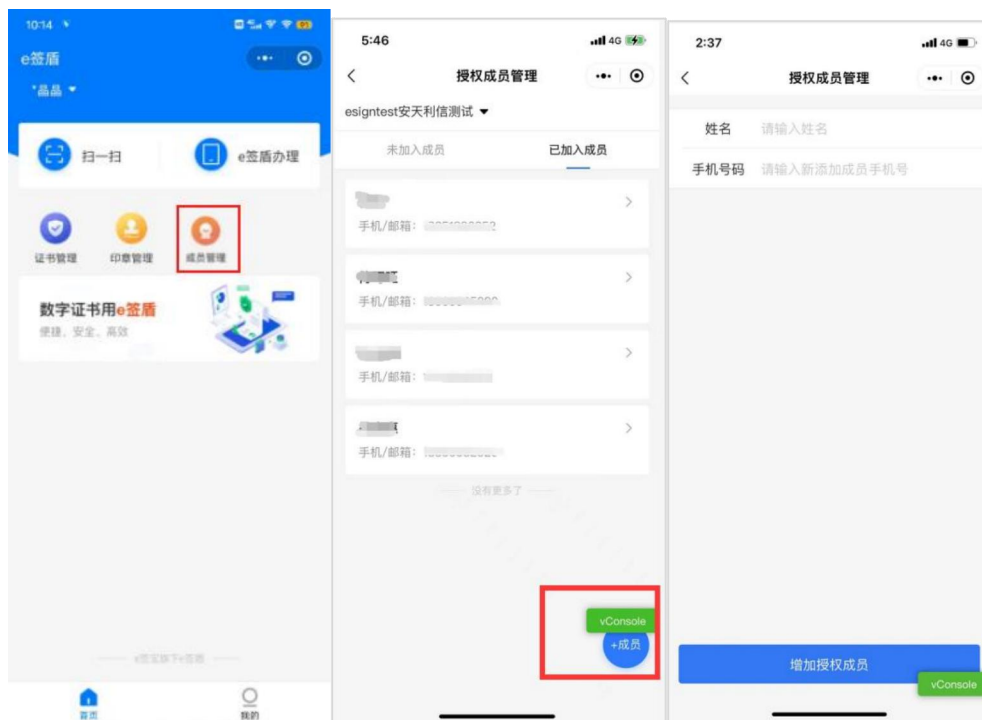 10:14
e签盾
*晶晶
扫一扫
e签盾办理
证书管理
印章管理
成员管理
数字证书用e签盾
便捷、安全、高效
首页
我的
5:46
4G
授权成员管理
esigntest安天利信测试
未加入成员
已加入成员
手机/邮箱：
手机/邮箱：
手机/邮箱：
手机/邮箱：
没有更多了
vConsole
+成员
2:37
4G
授权成员管理
姓名 请输入姓名
手机号码 请输入新添加成员手机号
增加授权成员
vConsole